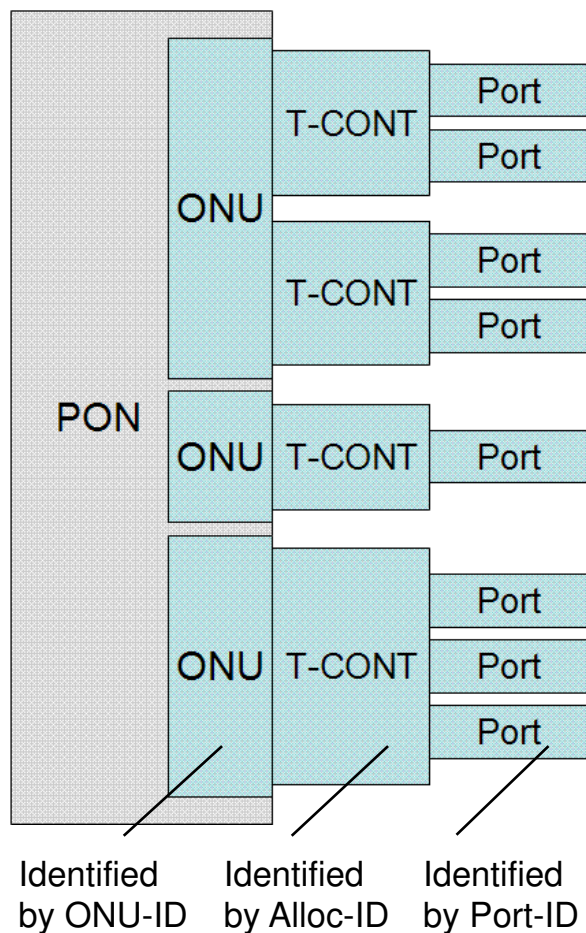 Port
T-CONT
Port
ONU
Port
T-CONT
Port
PON
ONU
T-CONT
Port
Port
ONU
T-CONT
Port
Port
Identified
by ONU-ID
Identified
by Alloc-ID
Identified
by Port-ID